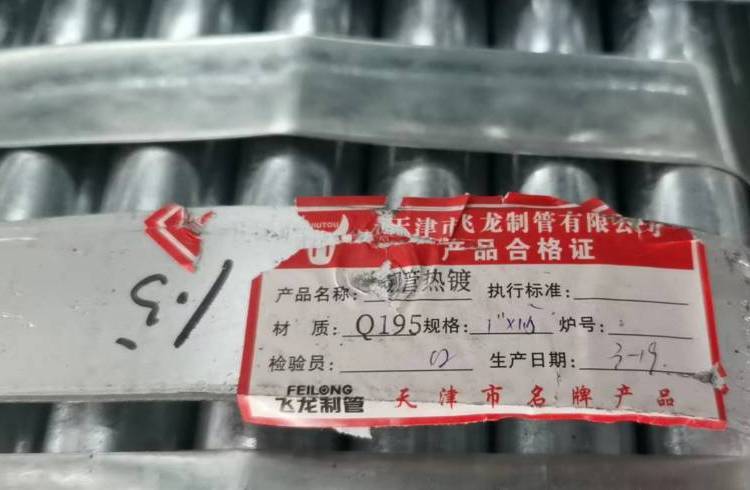 天津市飞龙制管有限公司
产品合格证
产品名称: 管热镀 执行标准:
材 质: Q195 规格: 炉号:
检验员: 02 生产日期: 3-19
FEILONG
飞龙制管 天津市名牌产品
1.3